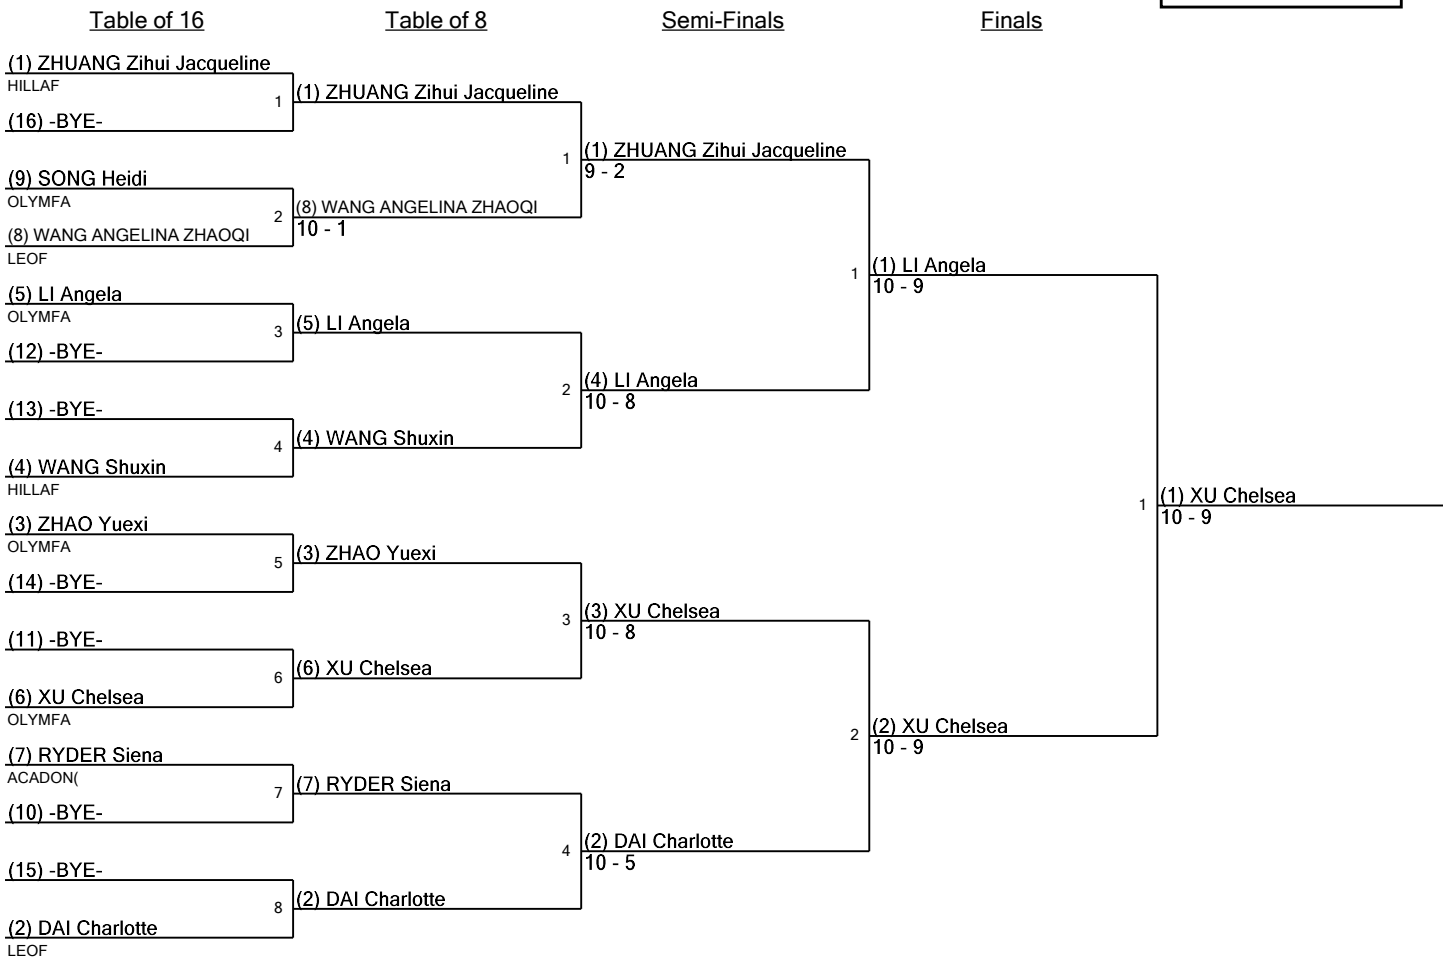 Table of 16
Table of 8
Semi-Finals
Finals
(1) ZHUANG Zihui Jacqueline
HILLAF
1
(16) -BYE-
(9) SONG Heidi
OLYMFA
2
(8) WANG ANGELINA ZHAOQI
LEOF
(5) LI Angela
OLYMFA
3
(12) -BYE-
(13) -BYE-
4
(4) WANG Shuxin
HILLAF
(3) ZHAO Yuexi
OLYMFA
5
(14) -BYE-
(11) -BYE-
6
(6) XU Chelsea
OLYMFA
(7) RYDER Siena
ACADON(
7
(10) -BYE-
(15) -BYE-
8
(2) DAI Charlotte
LEOF
(1) ZHUANG Zihui Jacqueline
1
(8) WANG ANGELINA ZHAOQI
10 - 1
(5) LI Angela
2
(4) WANG Shuxin
(3) ZHAO Yuexi
3
(6) XU Chelsea
(7) RYDER Siena
4
(2) DAI Charlotte
(1) ZHUANG Zihui Jacqueline
9 - 2
1
(4) LI Angela
10 - 8
(3) XU Chelsea
10 - 8
2
(2) DAI Charlotte
10 - 5
(1) LI Angela
10 - 9
1
(2) XU Chelsea
10 - 9
(1) XU Chelsea
10 - 9